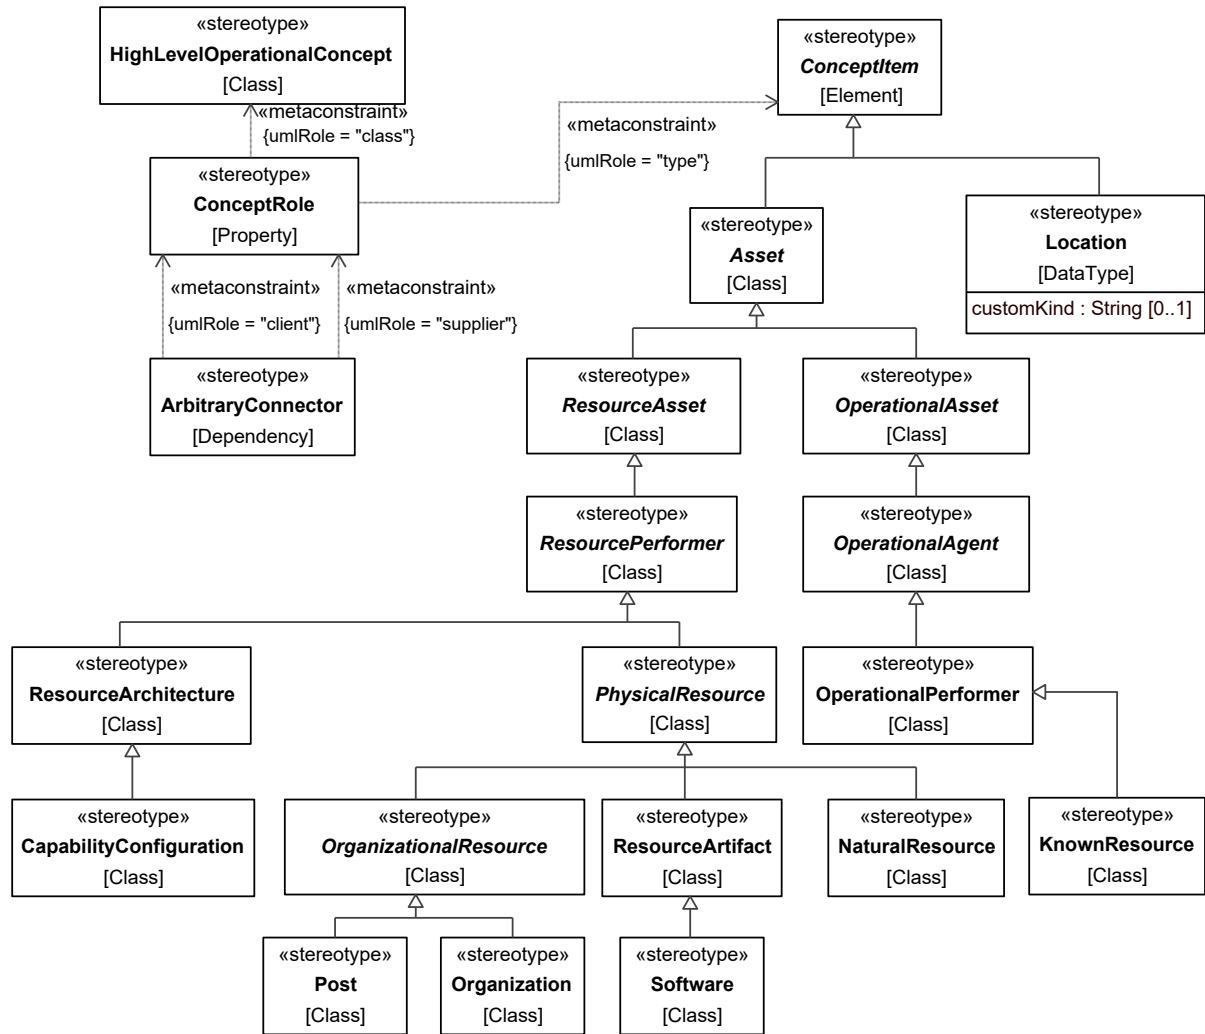 «stereotype»
HighLevelOperationalConcept
[Class]
«stereotype»
ConceptItem
[Element]
«metaconstraint»
{umlRole = "class"}
«metaconstraint»
{umlRole = "type"}
«stereotype»
ConceptRole
[Property]
«stereotype»
Asset
[Class]
«stereotype»
Location
[DataType]
customKind : String [0..1]
«metaconstraint»
{umlRole = "client"}
«metaconstraint»
{umlRole = "supplier"}
«stereotype»
ArbitraryConnector
[Dependency]
«stereotype»
ResourceAsset
[Class]
«stereotype»
OperationalAsset
[Class]
«stereotype»
ResourcePerformer
[Class]
«stereotype»
OperationalAgent
[Class]
«stereotype»
ResourceArchitecture
[Class]
«stereotype»
PhysicalResource
[Class]
«stereotype»
OperationalPerformer
[Class]
«stereotype»
CapabilityConfiguration
[Class]
«stereotype»
OrganizationalResource
[Class]
«stereotype»
ResourceArtifact
[Class]
«stereotype»
NaturalResource
[Class]
«stereotype»
KnownResource
[Class]
«stereotype»
Post
[Class]
«stereotype»
Organization
[Class]
«stereotype»
Software
[Class]